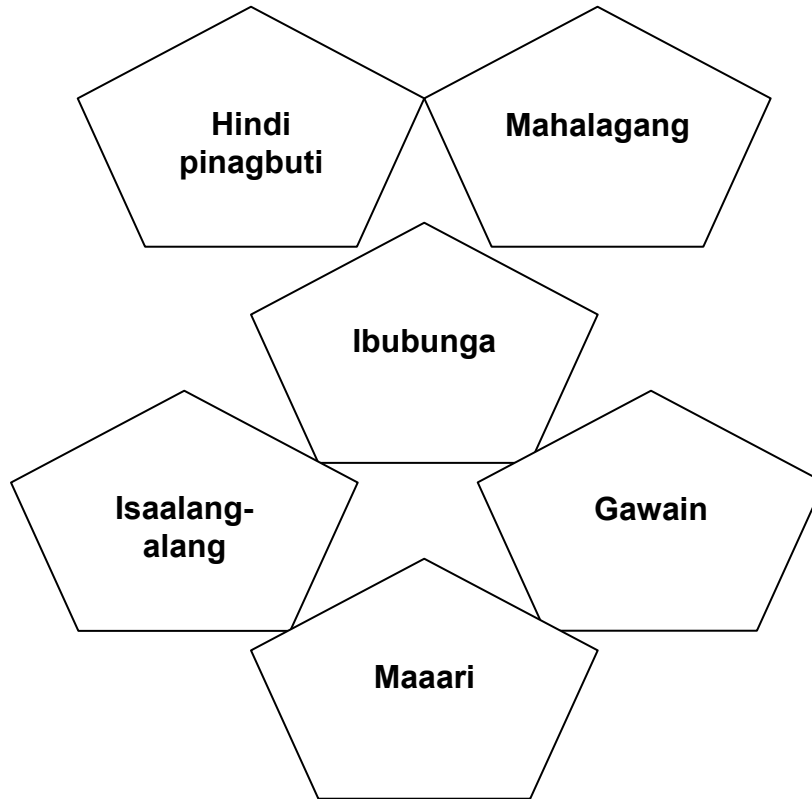 Hindi
pinagbuti
Mahalagang
Ibubunga
Isaalang-
alang
Gawain
Maaari